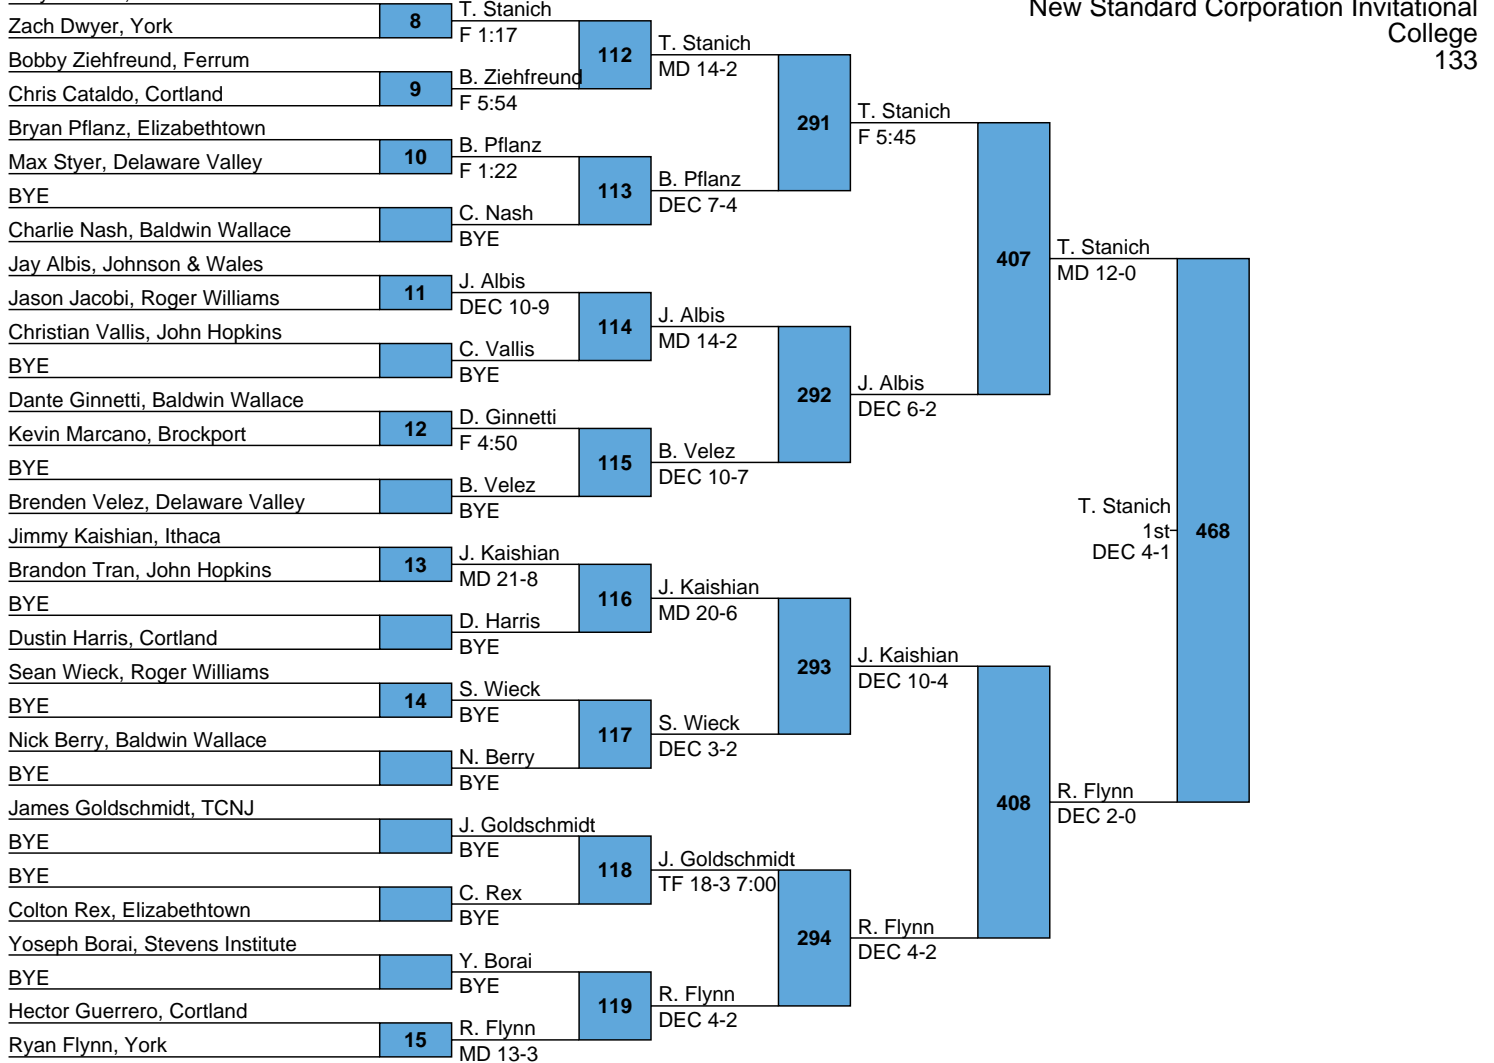 New Standard Corporation Invitational
College
133
Zach Dwyer, York
Bobby Ziehfreund, Ferrum
Chris Cataldo, Cortland
Bryan Pflanz, Elizabethtown
Max Styer, Delaware Valley
BYE
Charlie Nash, Baldwin Wallace
Jay Albis, Johnson & Wales
Jason Jacobi, Roger Williams
Christian Vallis, John Hopkins
BYE
Dante Ginnetti, Baldwin Wallace
Kevin Marcano, Brockport
BYE
Brenden Velez, Delaware Valley
Jimmy Kaishian, Ithaca
Brandon Tran, John Hopkins
BYE
Dustin Harris, Cortland
Sean Wieck, Roger Williams
BYE
Nick Berry, Baldwin Wallace
BYE
James Goldschmidt, TCNJ
BYE
BYE
Colton Rex, Elizabethtown
Yoseph Borai, Stevens Institute
BYE
Hector Guerrero, Cortland
Ryan Flynn, York
8
9
10
11
12
13
14
15
T. Stanich
F 1:17
B. Ziehfreund
F 5:54
B. Pflanz
F 1:22
C. Nash
BYE
J. Albis
DEC 10-9
C. Vallis
BYE
D. Ginnetti
F 4:50
B. Velez
BYE
J. Kaishian
MD 21-8
D. Harris
BYE
S. Wieck
BYE
N. Berry
BYE
J. Goldschmidt
BYE
C. Rex
BYE
Y. Borai
BYE
R. Flynn
MD 13-3
112
113
114
115
116
117
118
119
T. Stanich
MD 14-2
B. Pflanz
DEC 7-4
J. Albis
MD 14-2
B. Velez
DEC 10-7
J. Kaishian
MD 20-6
S. Wieck
DEC 3-2
J. Goldschmidt
TF 18-3 7:00
R. Flynn
DEC 4-2
291
292
293
294
T. Stanich
F 5:45
J. Albis
DEC 6-2
J. Kaishian
DEC 10-4
R. Flynn
DEC 4-2
407
408
T. Stanich
MD 12-0
R. Flynn
DEC 2-0
T. Stanich
1st
DEC 4-1
468